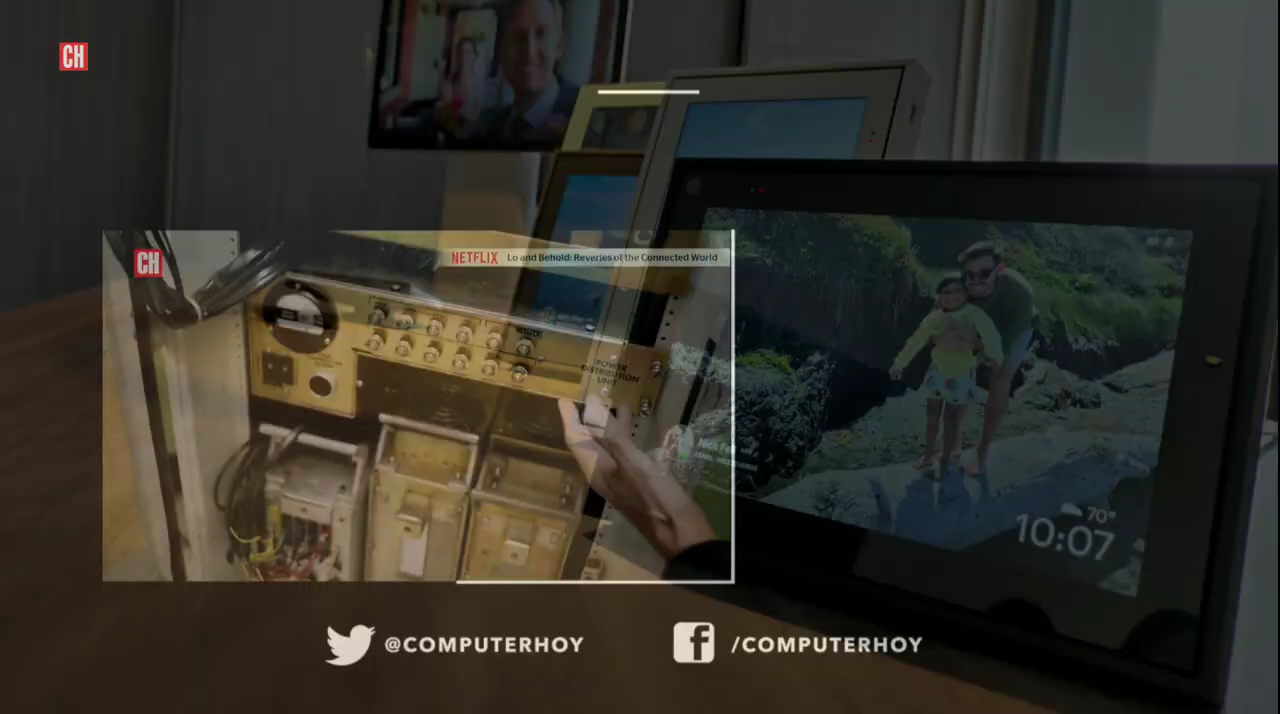 CH
CH
NETFLIX Lo and Behold: Reveries of the Connected World
POWER
DISTRIBUTION
UNIT
70°
10:07
@COMPUTERHOY
/COMPUTERHOY